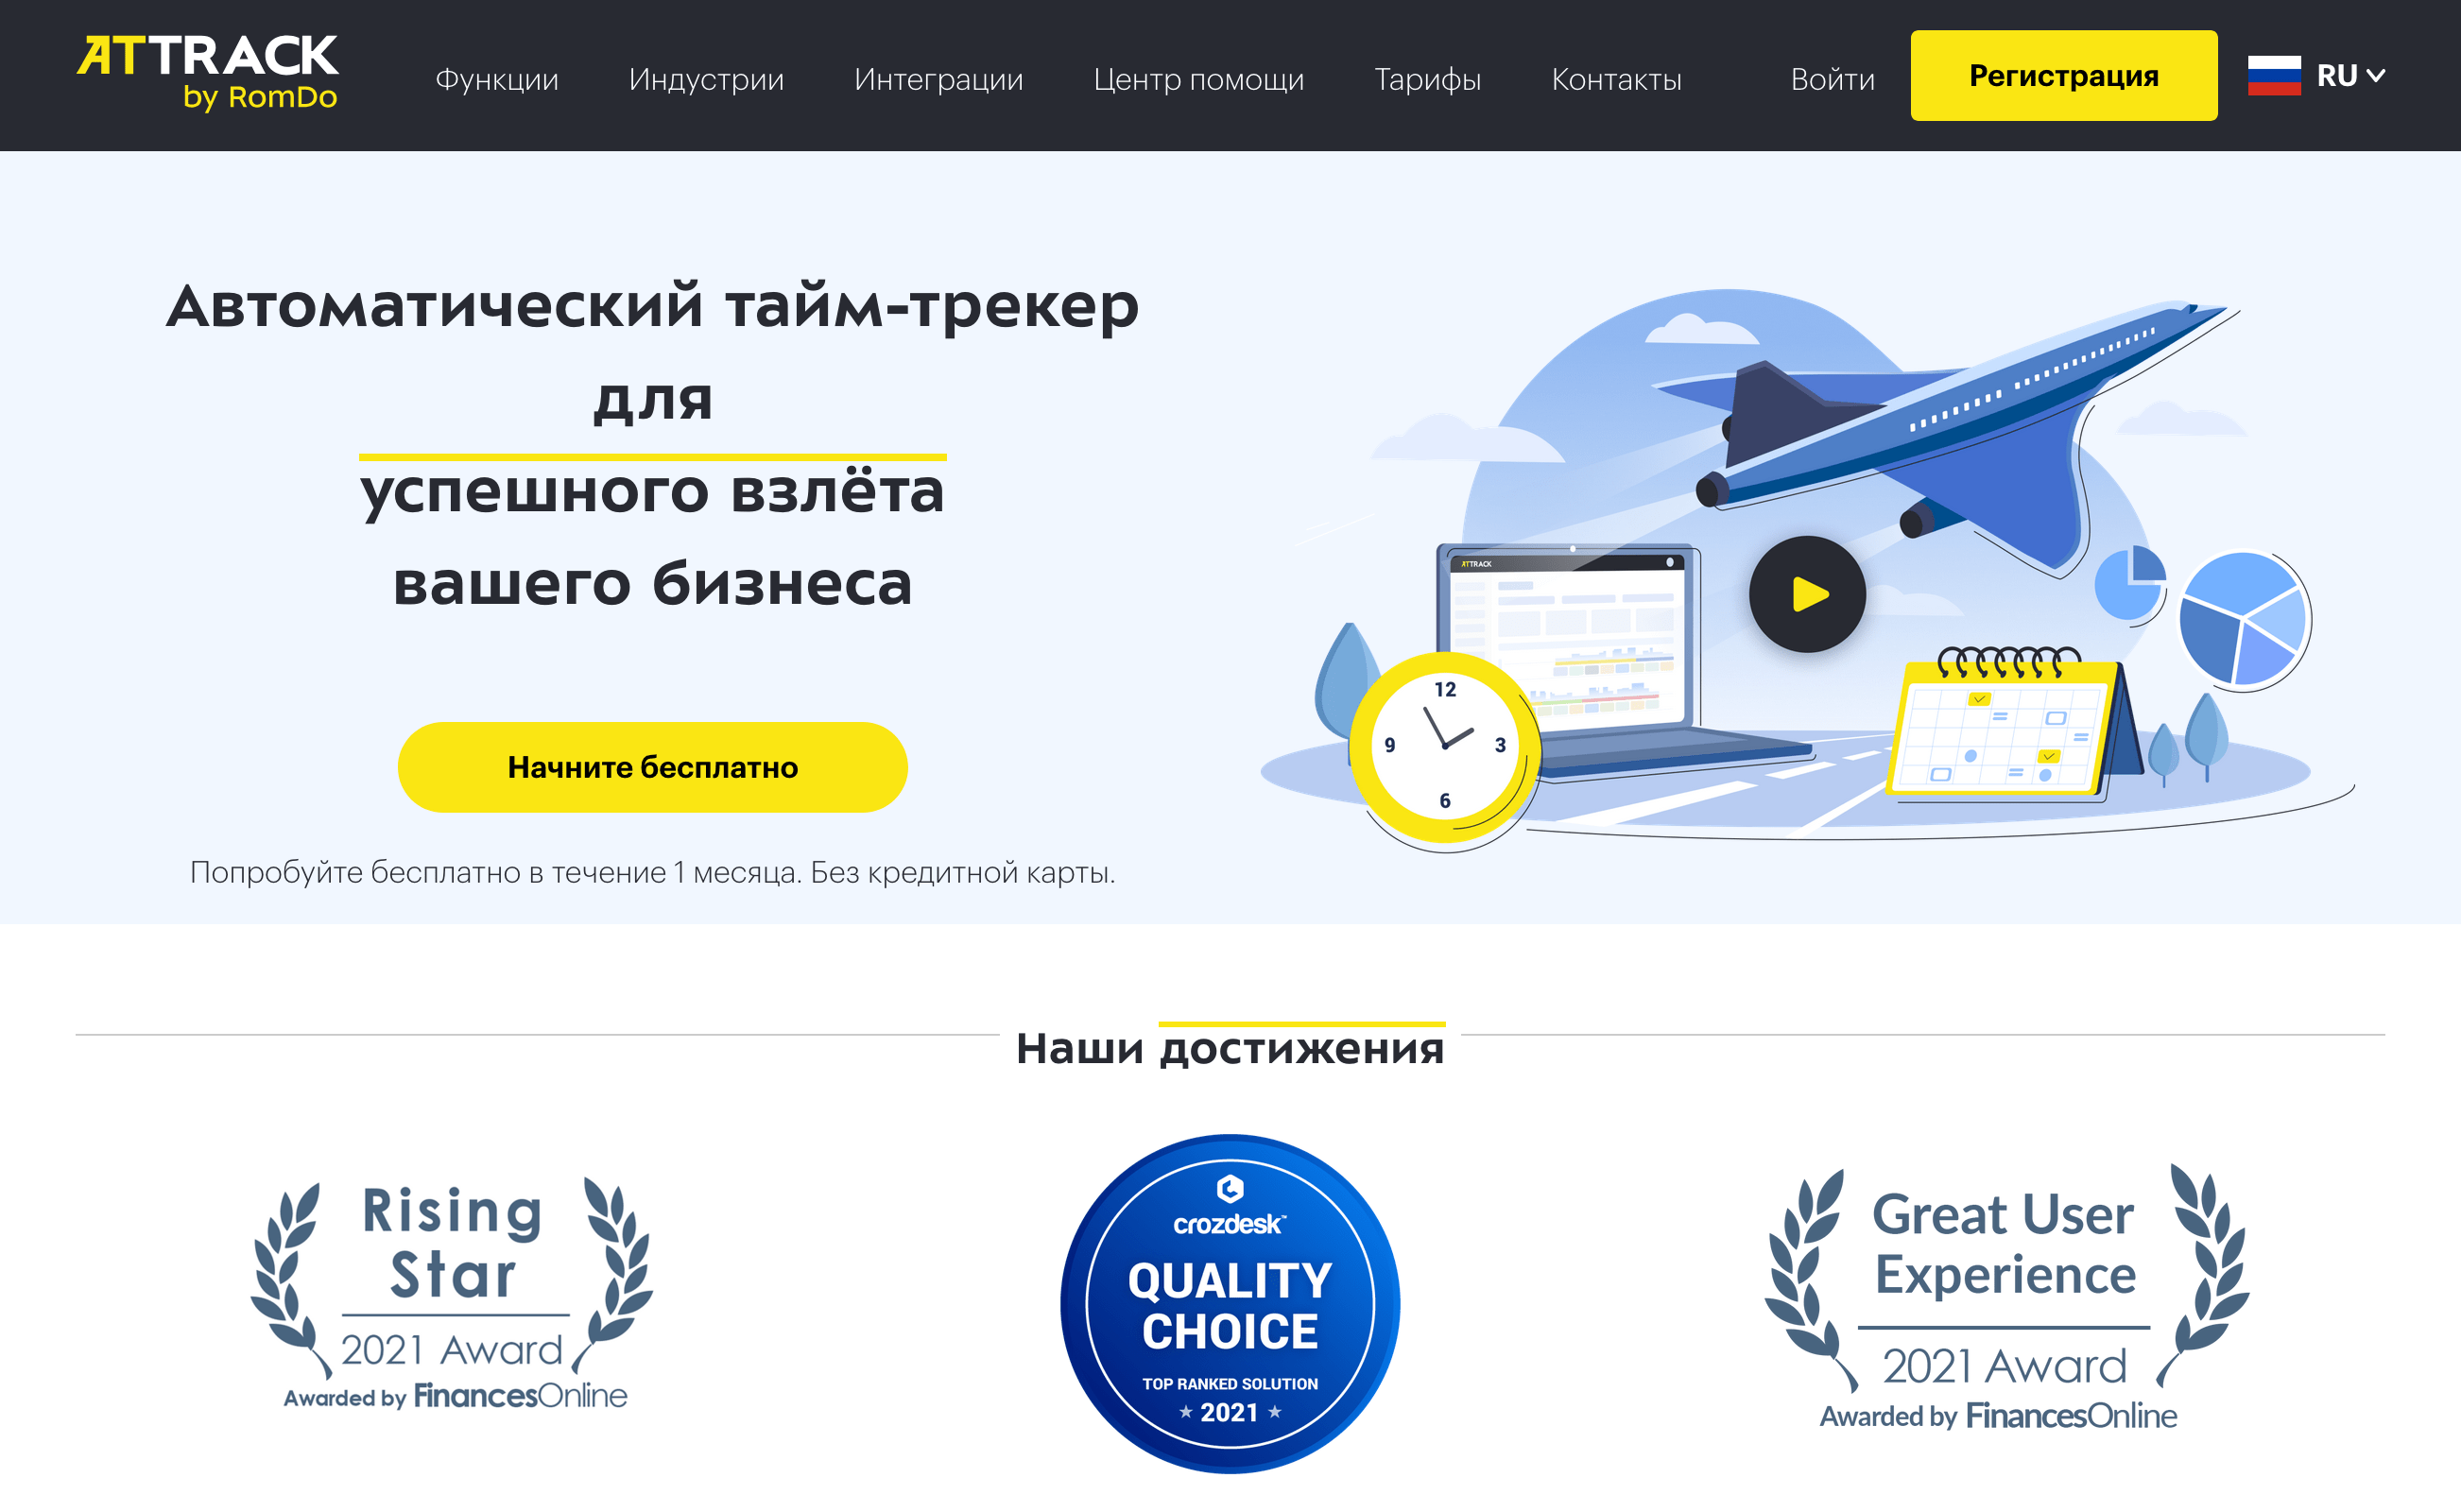 ATTRACK
by RomDo
Функции
Индустрии
Интеграции
Центр помощи
Тарифы
Контакты
Войти
Регистрация
RU
Автоматический тайм-трекер
для
успешного взлёта
вашего бизнеса
Начните бесплатно
Попробуйте бесплатно в течение 1 месяца. Без кредитной карты.
ATTRACK
12
9
3
6
Наши достижения
Rising
Star
2021 Award
Awarded by FinancesOnline
crozdesk™
QUALITY
CHOICE
TOP RANKED SOLUTION
★ 2021 ★
Great User
Experience
2021 Award
Awarded by FinancesOnline